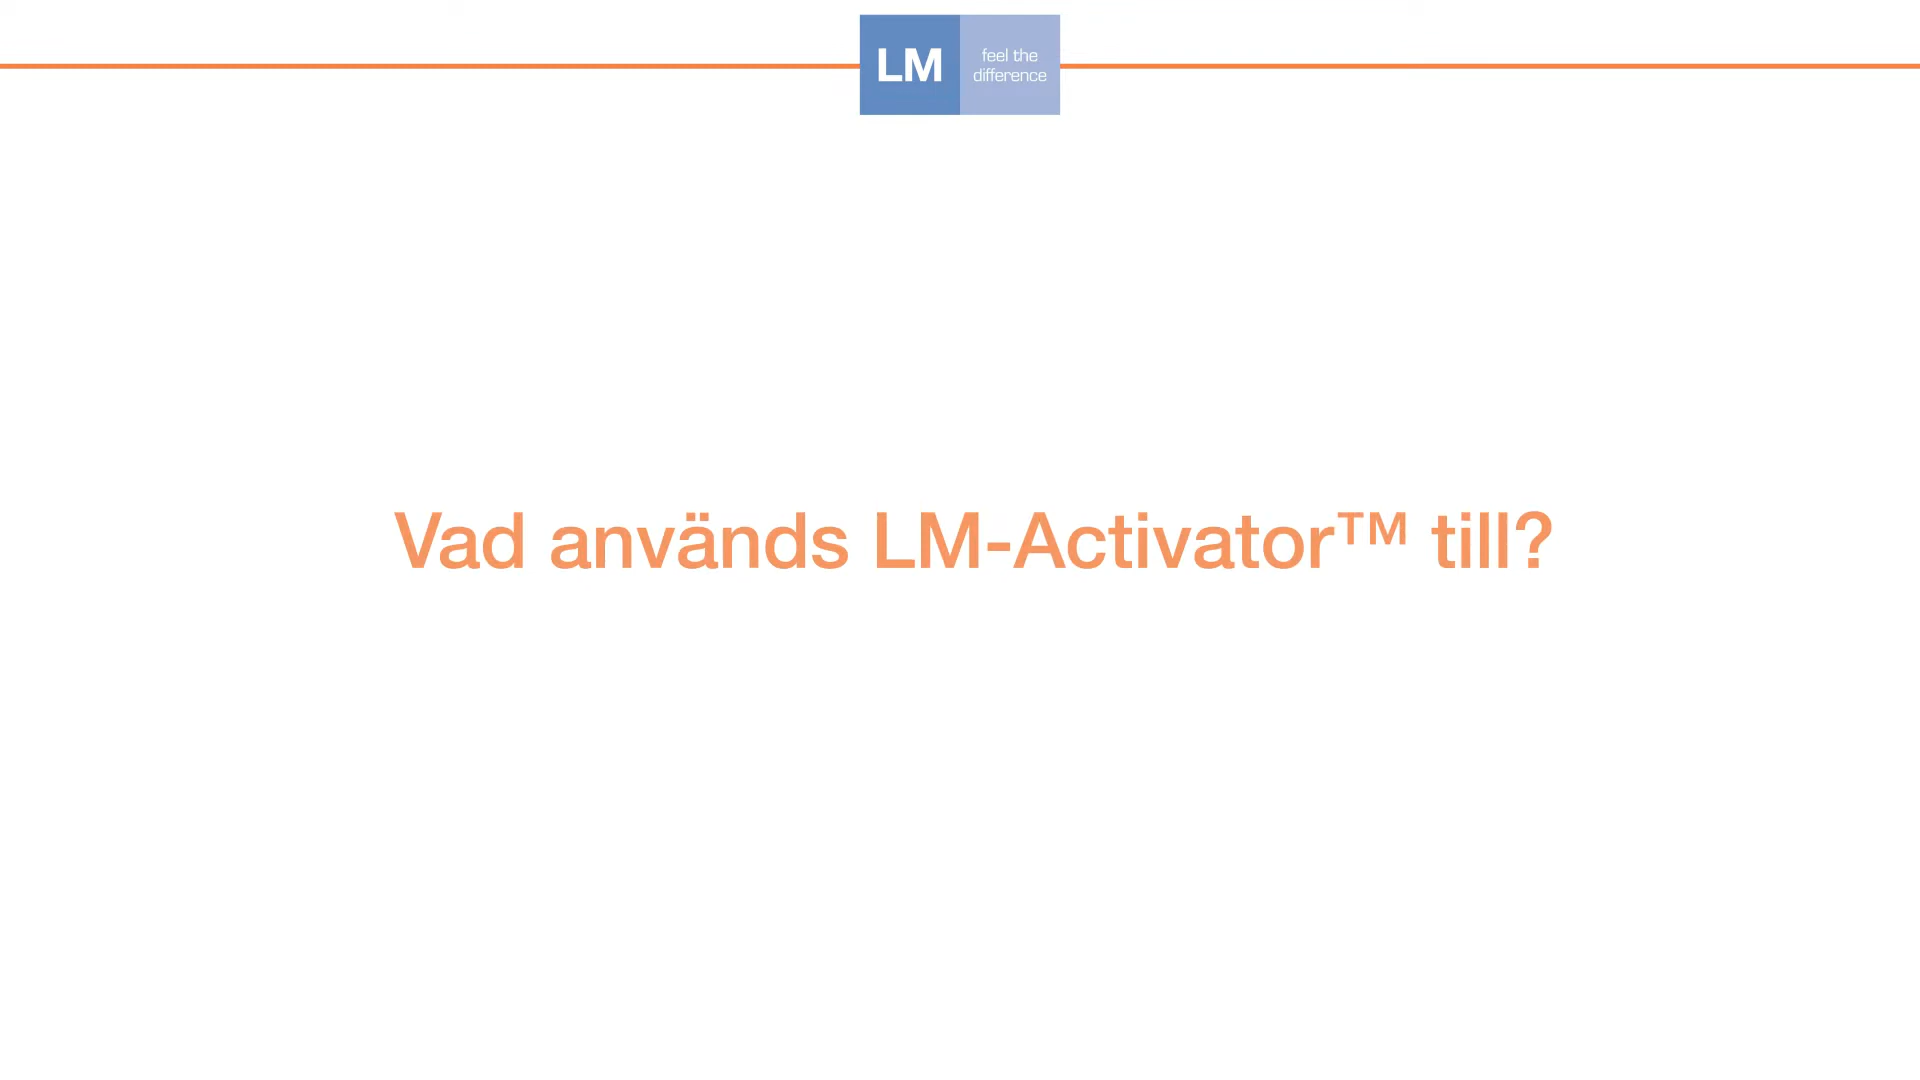 LM
feel the
difference
Vad används LM-Activator™ till?